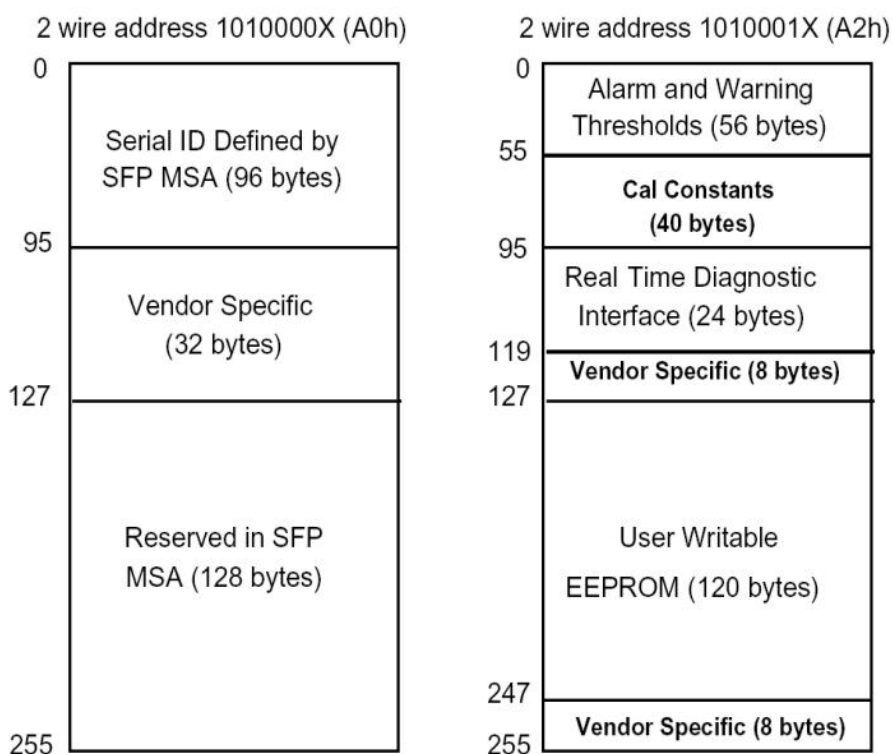 2 wire address 1010000X (A0h)
0
Serial ID Defined by
SFP MSA (96 bytes)
95
Vendor Specific
(32 bytes)
127
Reserved in SFP
MSA (128 bytes)
255
2 wire address 1010001X (A2h)
0
Alarm and Warning
Thresholds (56 bytes)
55
Cal Constants
(40 bytes)
95
Real Time Diagnostic
Interface (24 bytes)
119
Vendor Specific (8 bytes)
127
User Writable
EEPROM (120 bytes)
247
Vendor Specific (8 bytes)
255